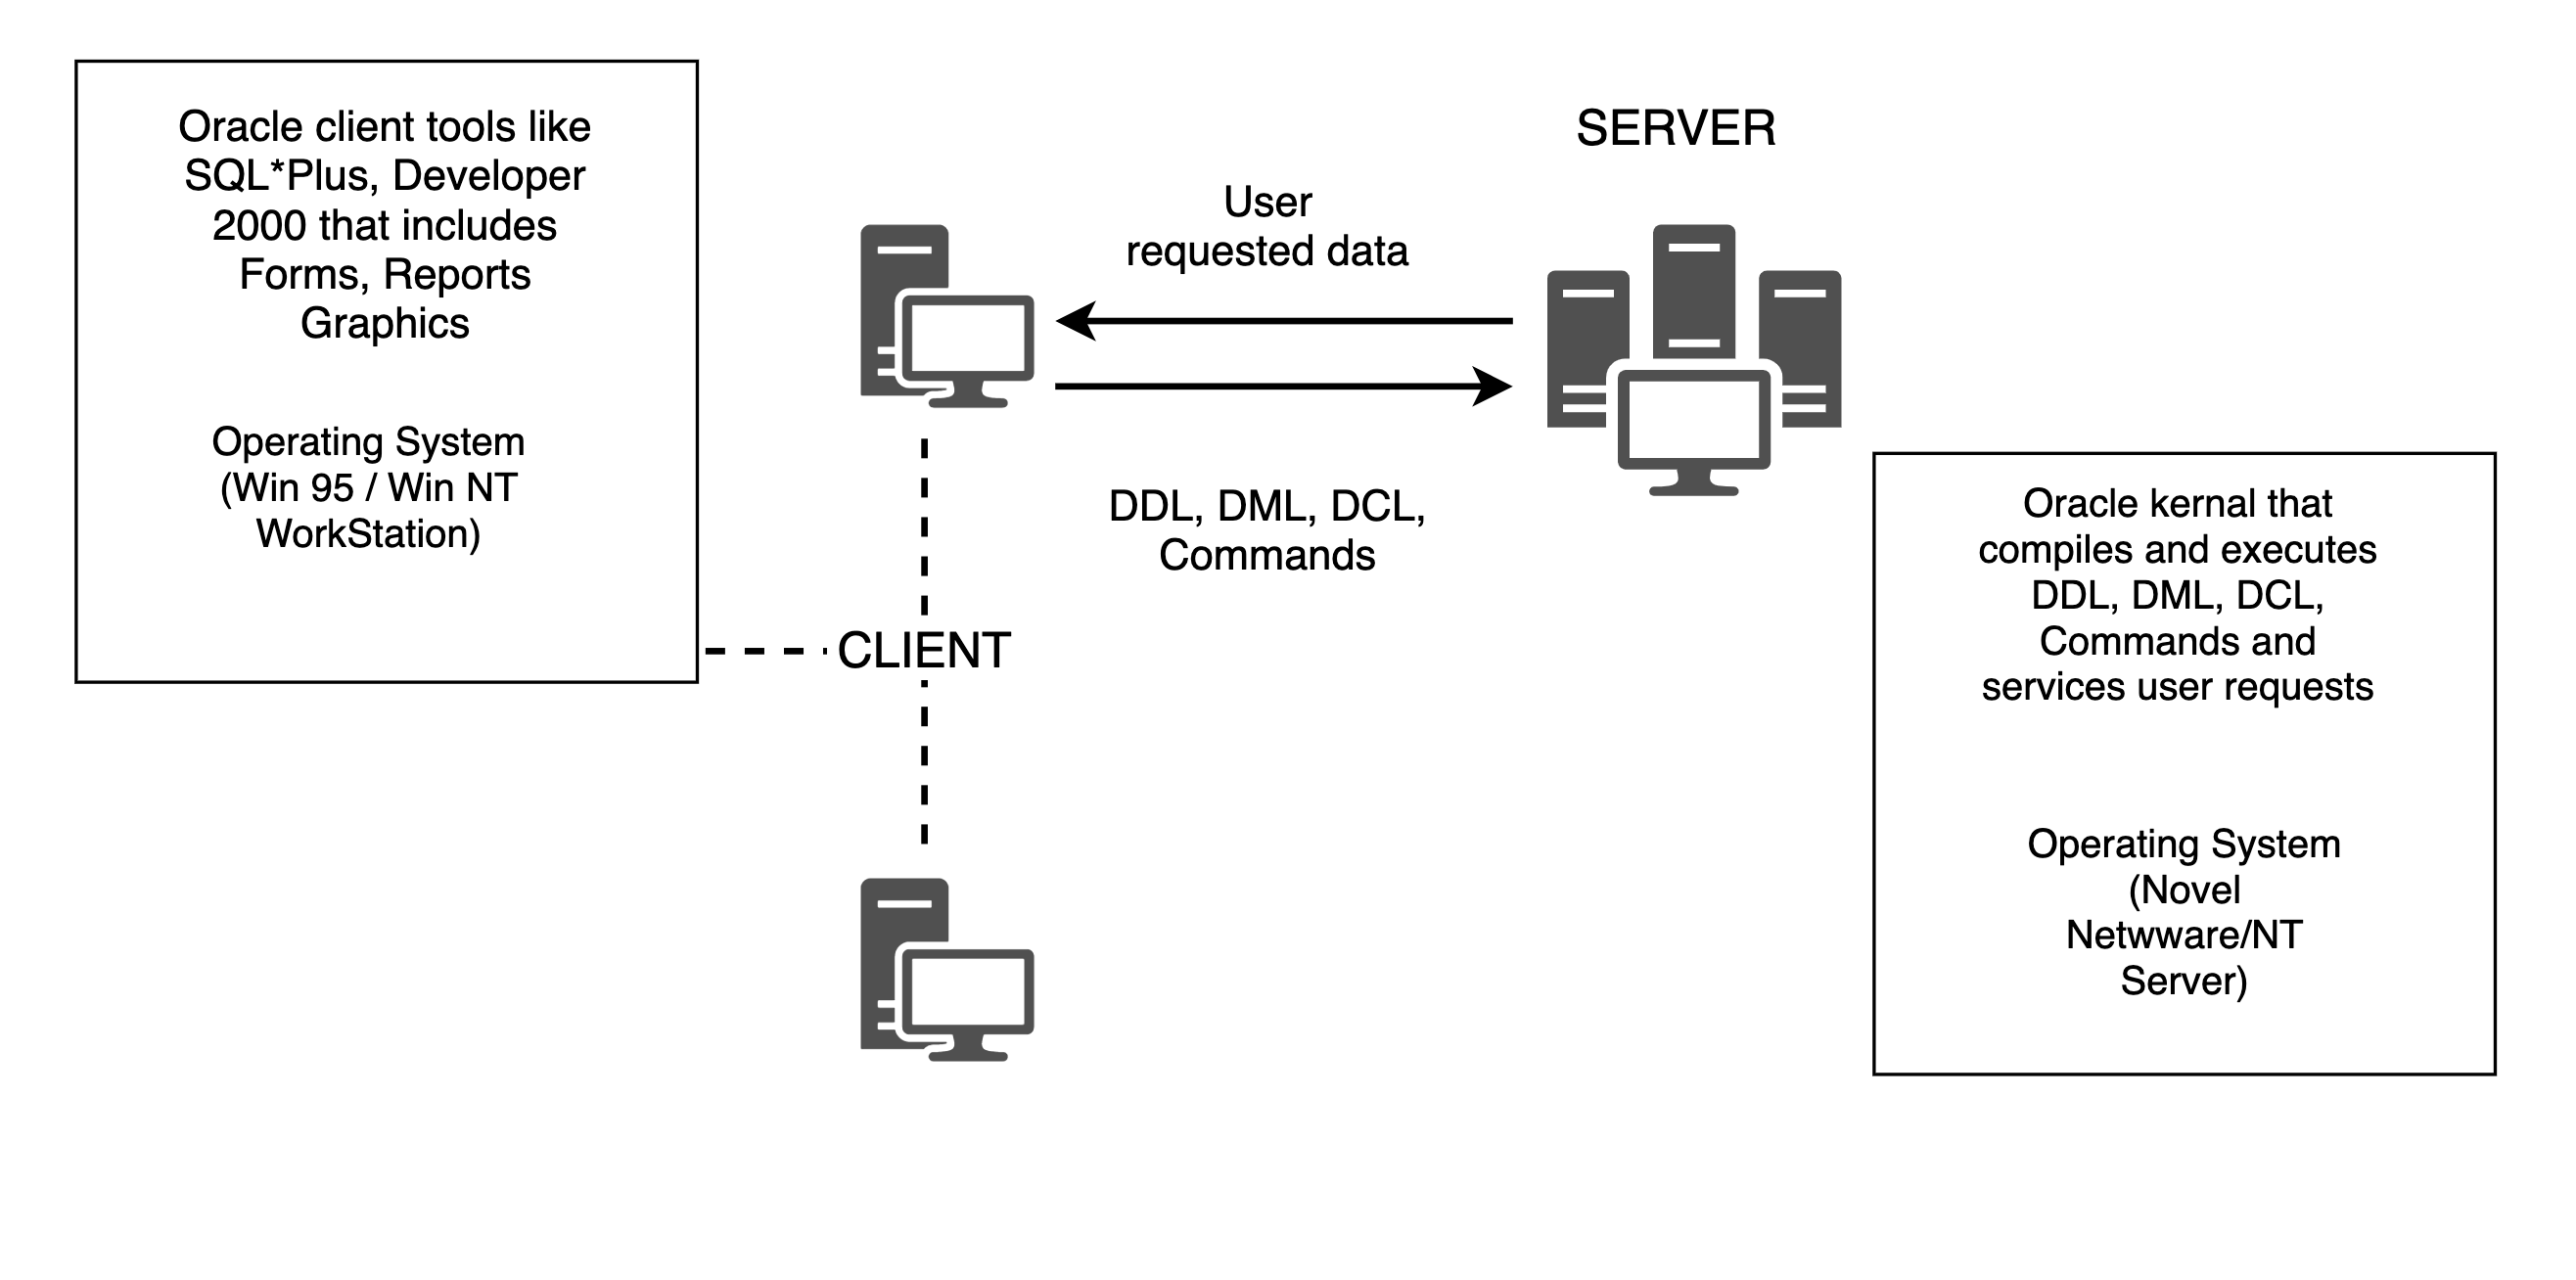 Oracle client tools like
SQL*Plus, Developer
2000 that includes
Forms, Reports
Graphics
Operating System
(Win 95 / Win NT
WorkStation)
SERVER
User
requested data
DDL, DML, DCL,
Commands
CLIENT
Oracle kernal that
compiles and executes
DDL, DML, DCL,
Commands and
services user requests
Operating System
(Novel
Netwware/NT
Server)